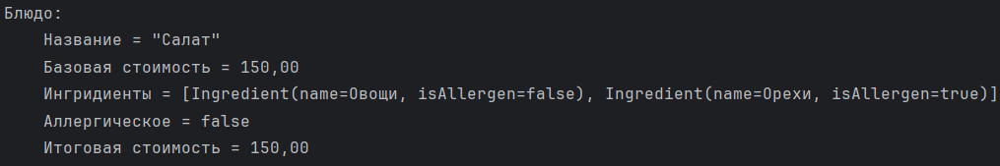 Блюдо:
Название = "Салат"
Базовая стоимость = 150,00
Ингридиенты = [Ingredient(name=Овощи, isAllergen=false), Ingredient(name=Орехи, isAllergen=true)]
Аллергическое = false
Итоговая стоимость = 150,00